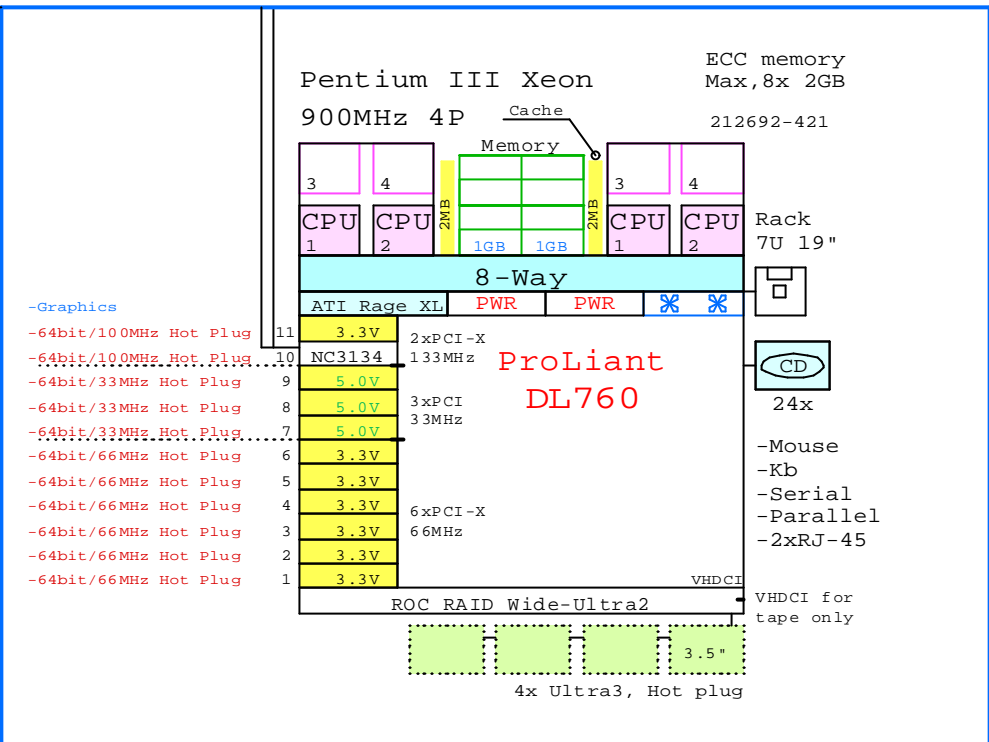 ECC memory
Pentium III Xeon
Max,8x 2GB
900MHz 4P
Cache
212692-421
Memory
3
4
3
4
2MB
2MB
CPU
CPU
CPU
CPU
Rack
1
2
1GB
1GB
1
2
7U 19"
8-Way
-Graphics
ATI Rage XL
PWR
PWR
-64bit/100MHz Hot Plug
11
3.3V
2xPCI-X
-64bit/100MHz Hot Plug
10
NC3134
133MHz
ProLiant
CD
-64bit/33MHz Hot Plug
9
5.0V
DL760
24x
-64bit/33MHz Hot Plug
8
5.0V
3xPCI
33MHz
-64bit/33MHz Hot Plug
7
5.0V
-Mouse
-64bit/66MHz Hot Plug
6
3.3V
-Kb
-64bit/66MHz Hot Plug
5
3.3V
-Serial
-64bit/66MHz Hot Plug
4
3.3V
6xPCI-X
-Parallel
-64bit/66MHz Hot Plug
3
3.3V
66MHz
-2xRJ-45
-64bit/66MHz Hot Plug
2
3.3V
-64bit/66MHz Hot Plug
1
3.3V
VHDCI
ROC RAID Wide-Ultra2
VHDCI for
tape only
3.5"
4x Ultra3, Hot plug